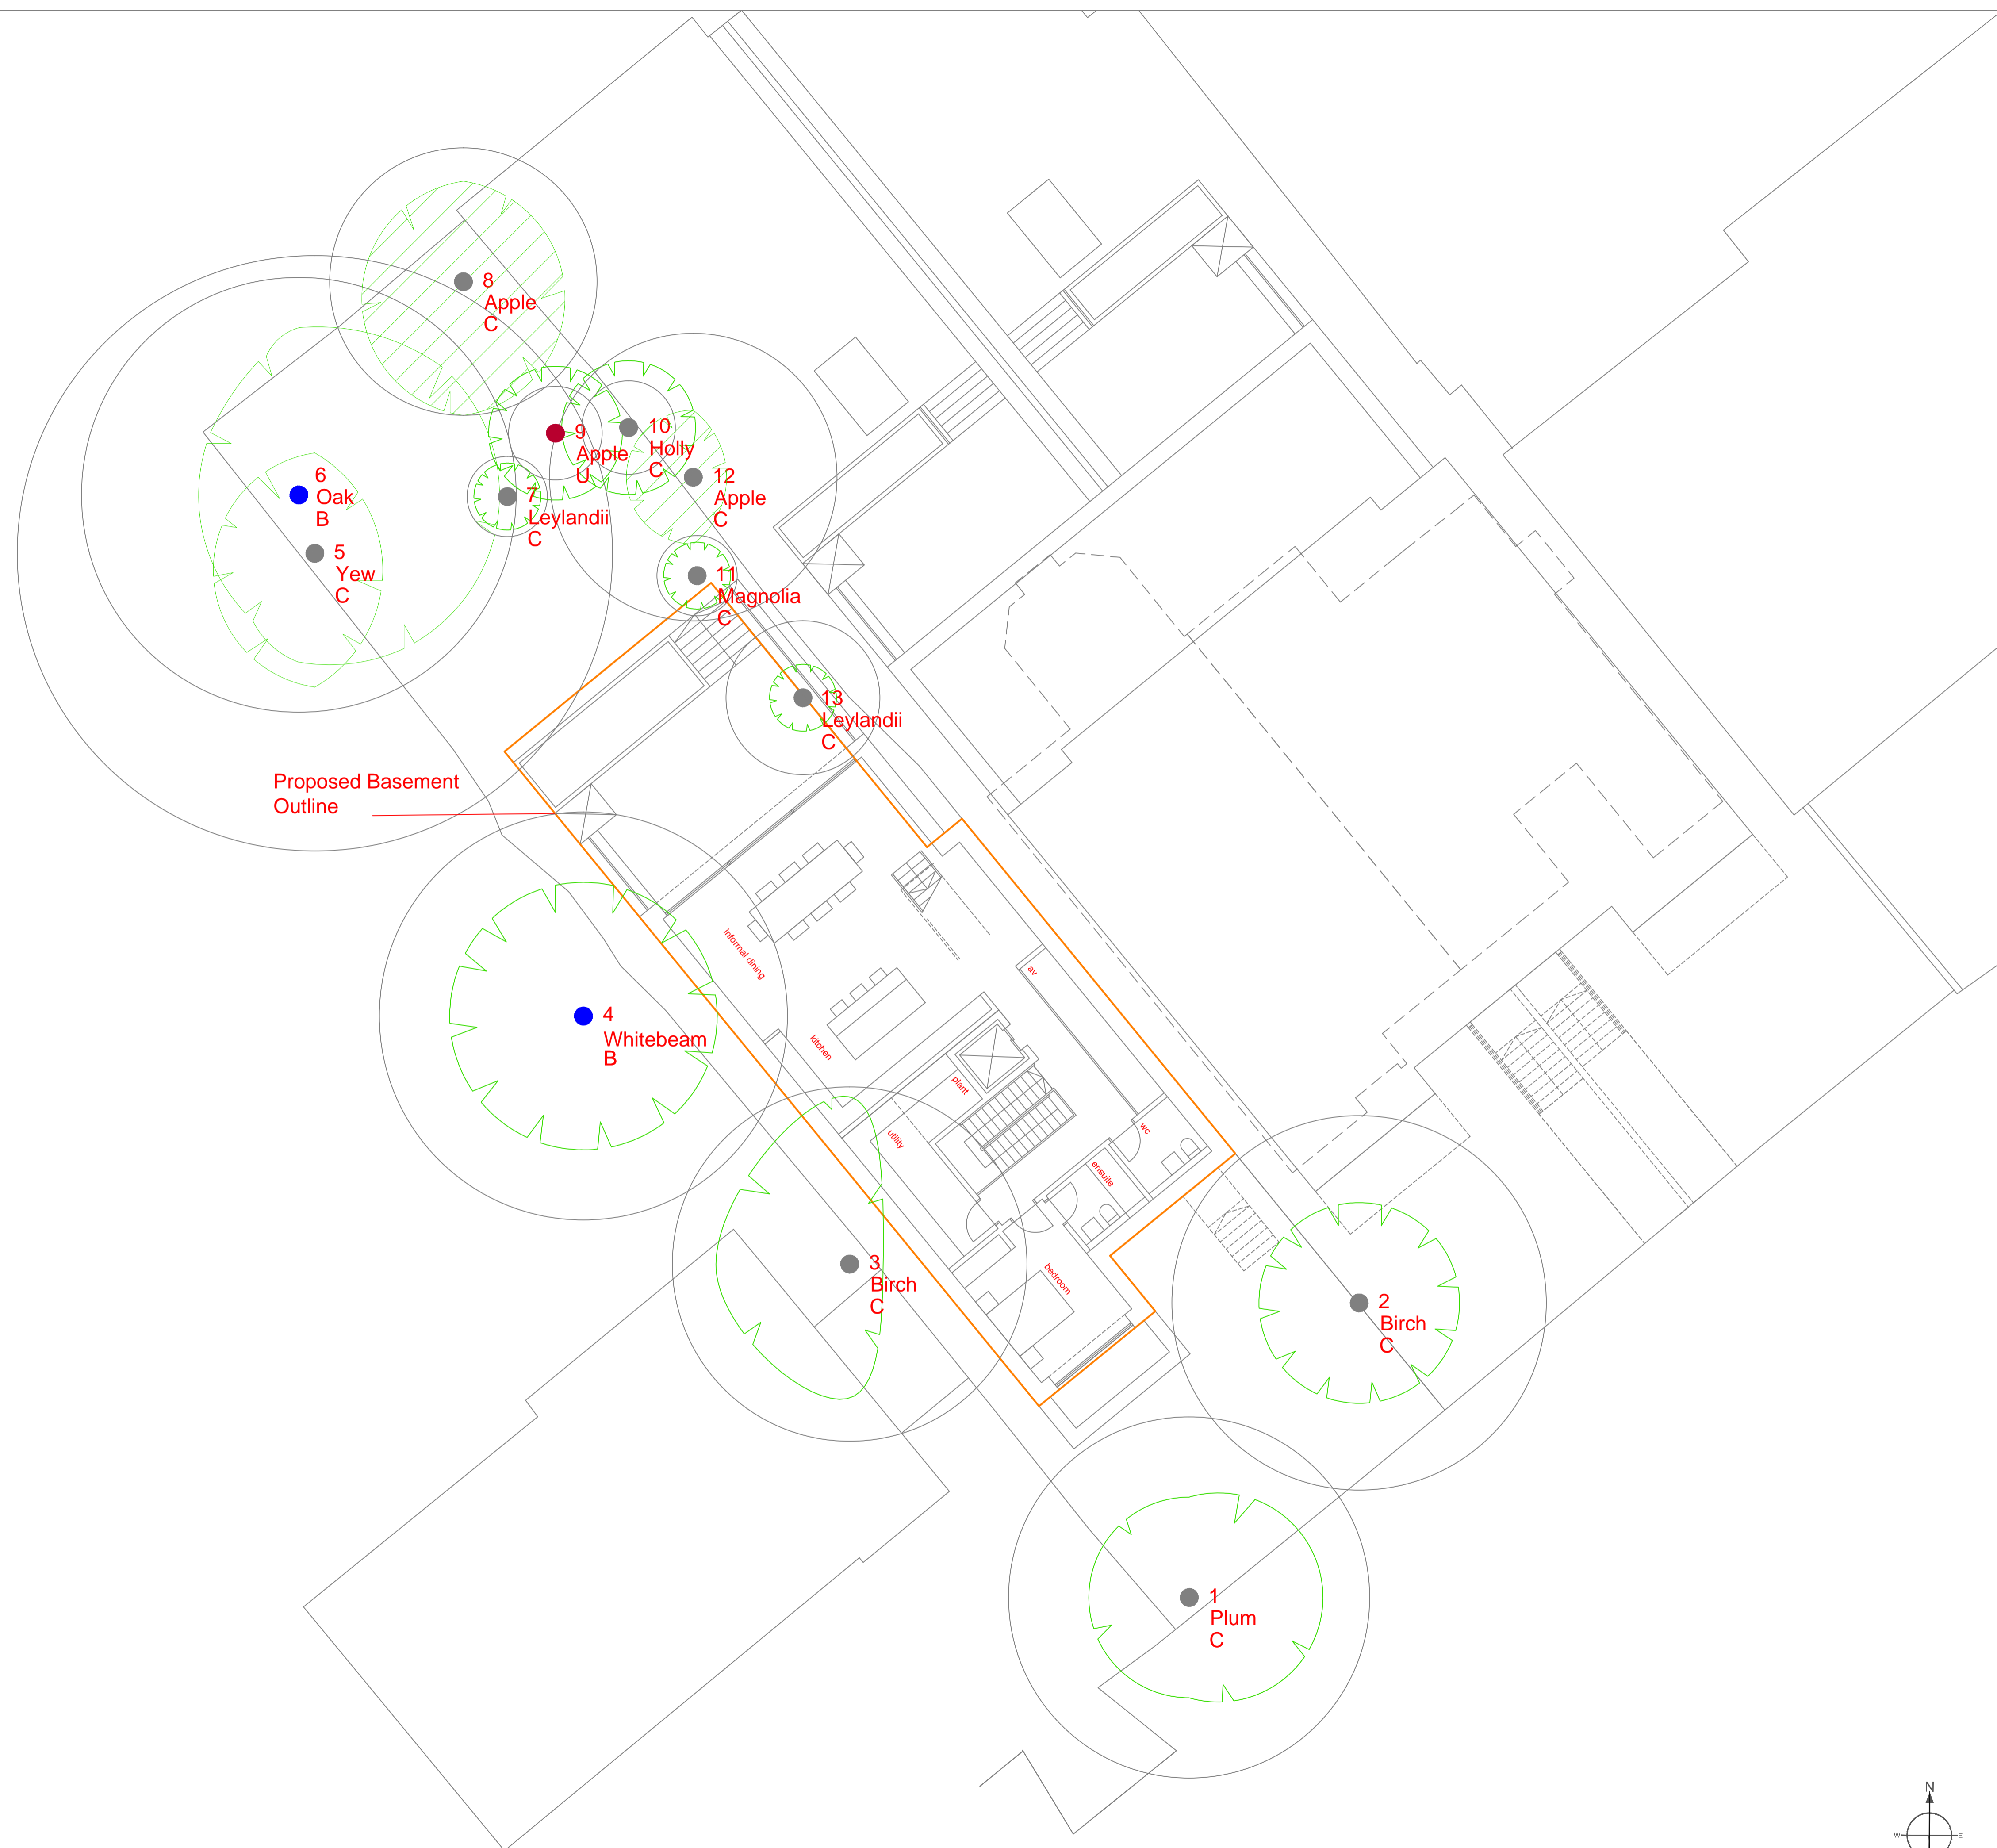 8
Apple
C
9
Apple
U
10
Holly
C
6
Oak
B
7
Leylandii
C
12
Apple
C
5
Yew
C
11
Magnolia
C
13
Leylandii
C
Proposed Basement
Outline
informal dining
av
4
Whitebeam
B
kitchen
plant
utility
wc
ensuite
3
Birch
C
bedroom
2
Birch
C
1
Plum
C
N
W
E